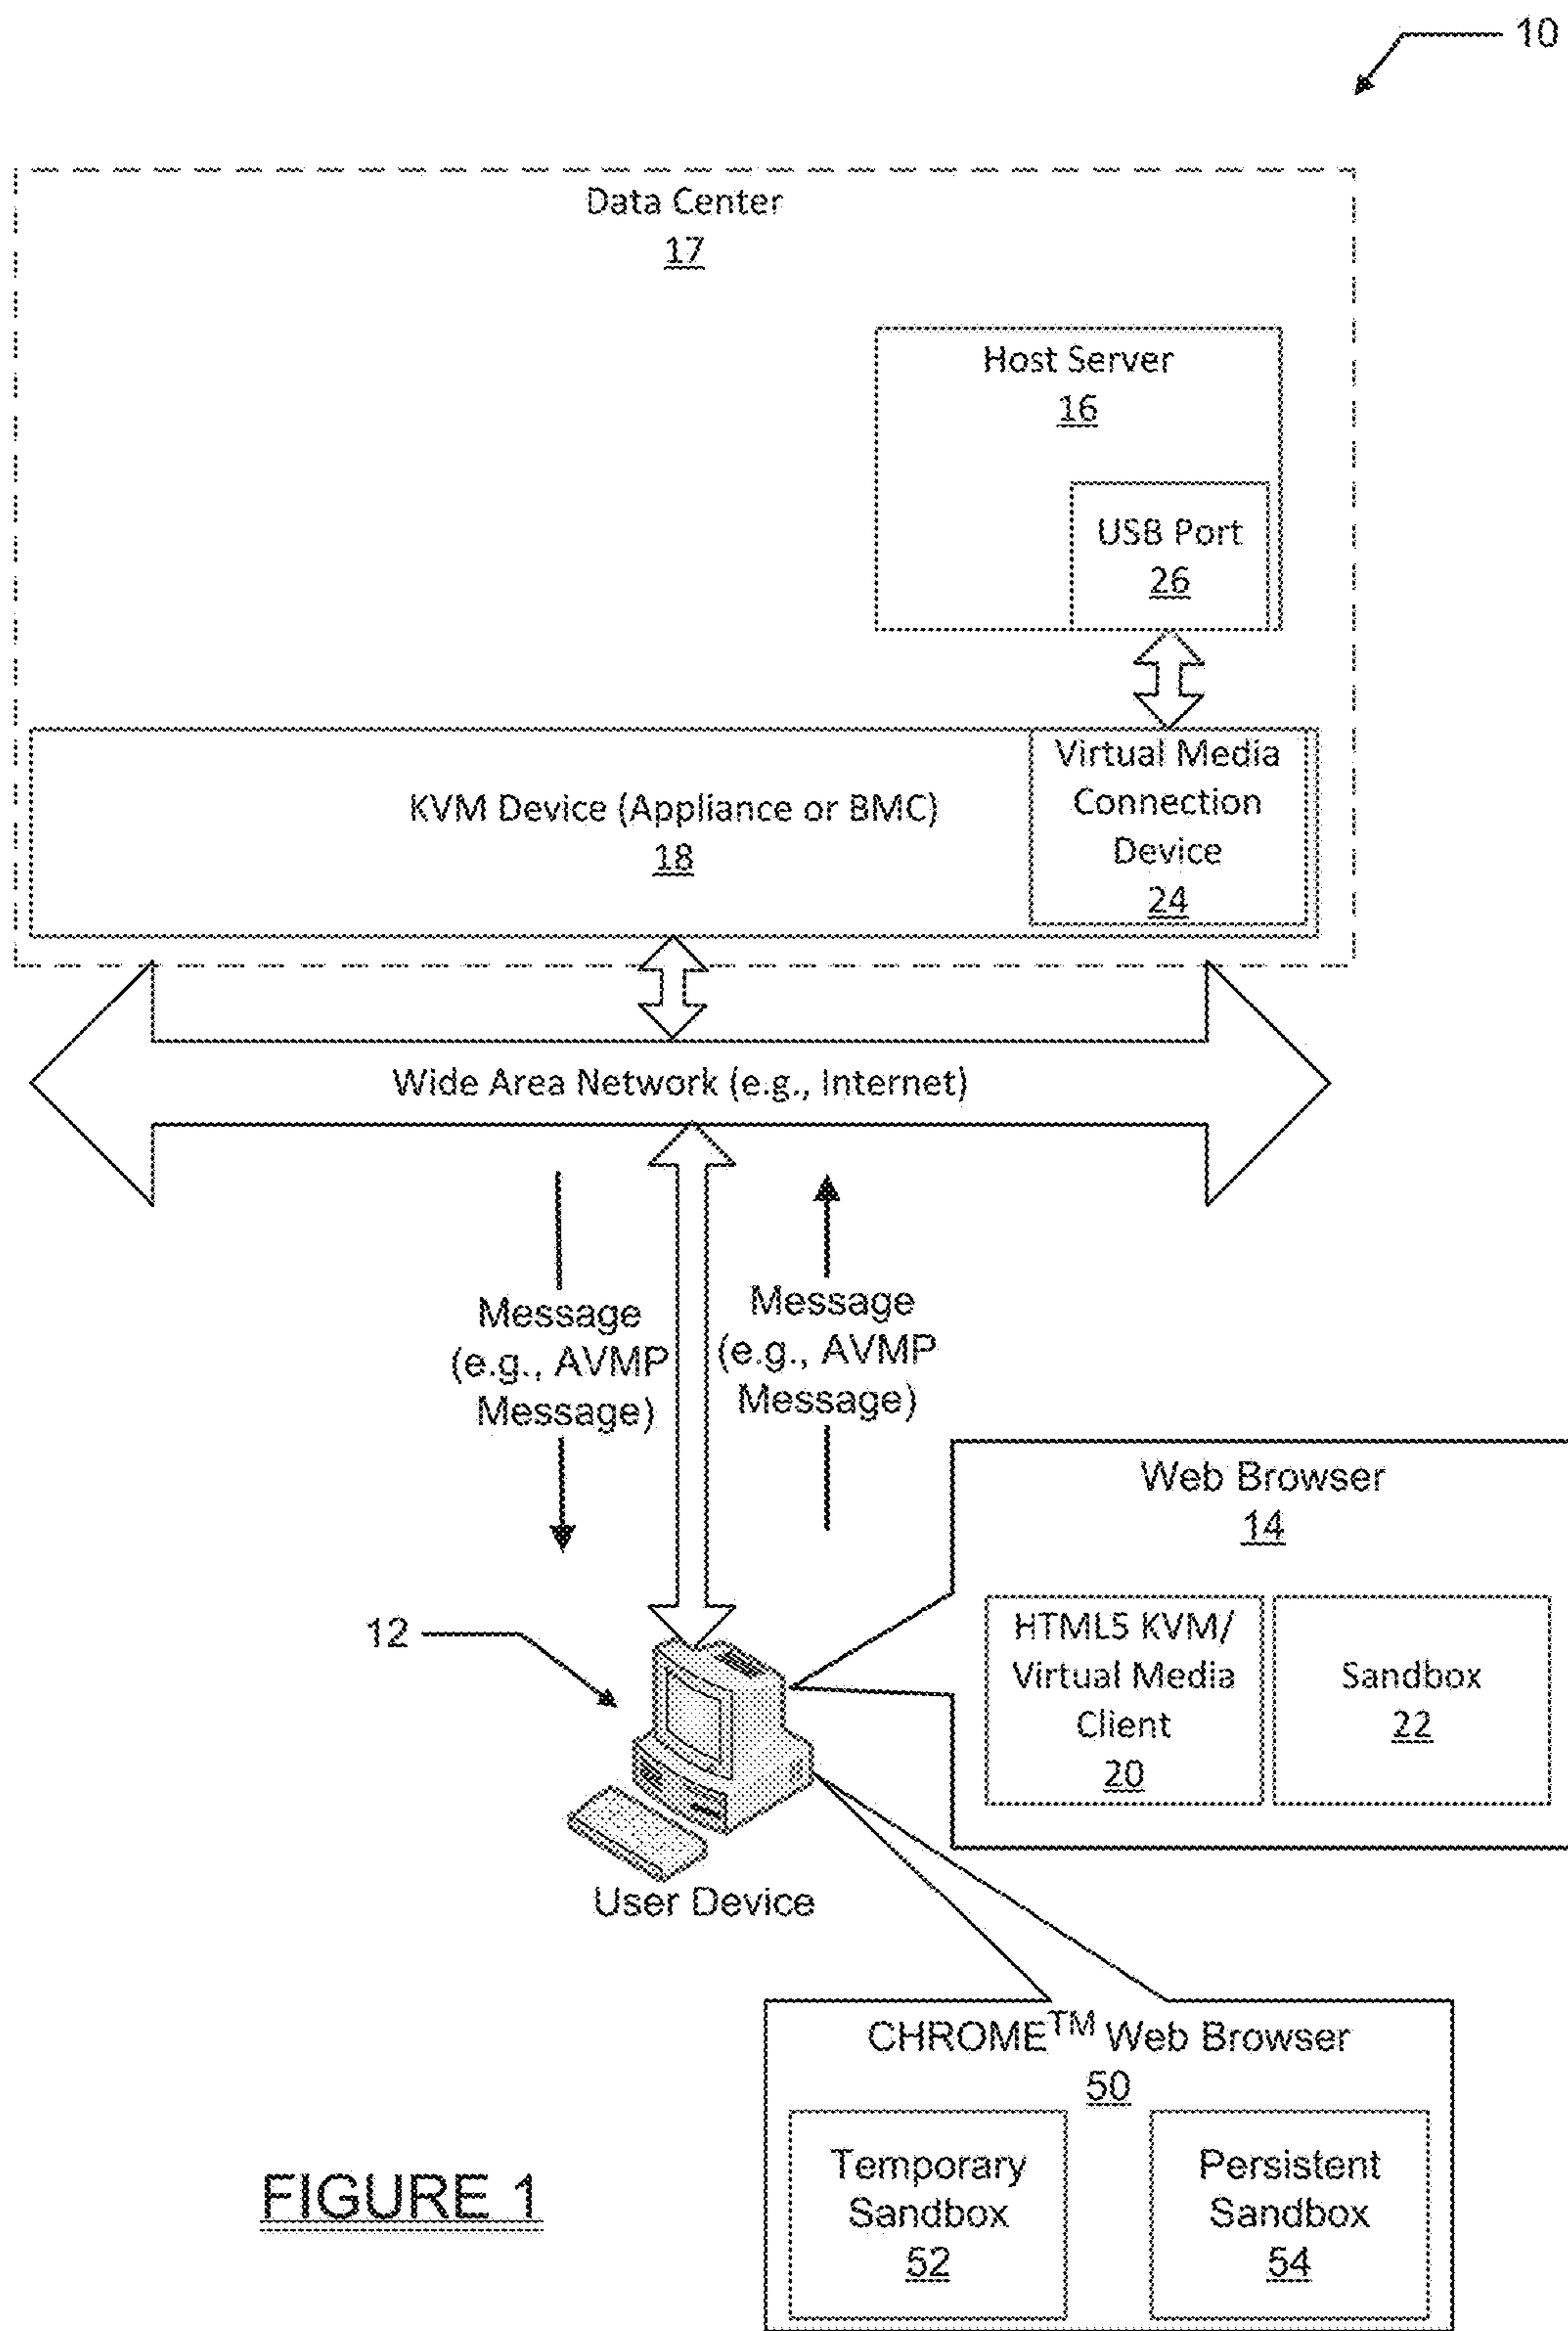 10
Data Center
17
Host Server
16
USB Port
26
Virtual Media
Connection
Device
24
KVM Device (Appliance or BMC)
18
Wide Area Network (e.g., Internet)
Message
(e.g., AVMP
Message)
Message
(e.g., AVMP
Message)
Web Browser
14
HTML5 KVM/
Virtual Media
Client
20
Sandbox
22
12
User Device
CHROME™ Web Browser
50
Temporary
Sandbox
52
Persistent
Sandbox
54
FIGURE 1